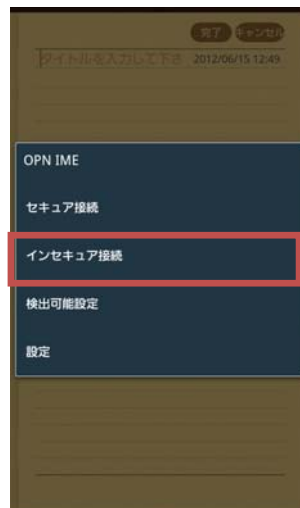 完了 キャンセル
タイトルを入力して下さ 2012/06/15 12:49
OPN IME
セキュア接続
インセキュア接続
検出可能設定
設定